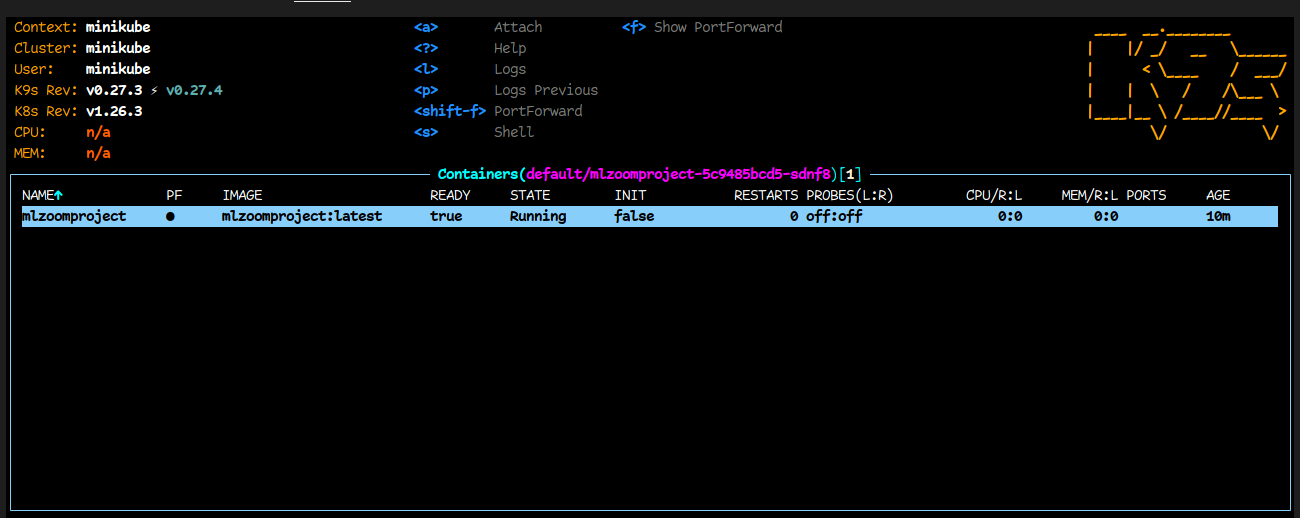 Context: minikube <a> Attach <f> Show PortForward
Cluster: minikube <?> Help
User: minikube <l> Logs
K9s Rev: v0.27.3 ⚡ v0.27.4 <p> Logs Previous
K8s Rev: v1.26.3 <shift-f> PortForward
CPU: n/a <s> Shell
MEM: n/a
Containers(default/mlzoomproject-5c9485bcd5-sdnf8)[1]
NAME↑ PF IMAGE READY STATE INIT RESTARTS PROBES(L:R) CPU/R:L MEM/R:L PORTS AGE
mlzoomproject ● mlzoomproject:latest true Running false 0 off:off 0:0 0:0 10m